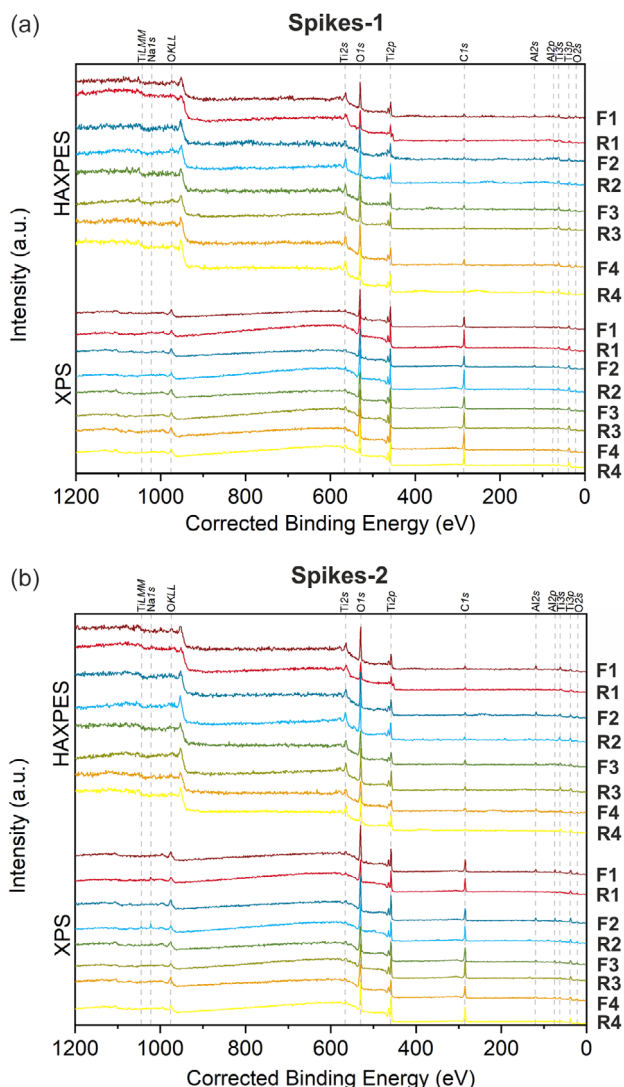 (a)
Spikes-1
TiLMM Na1s OKLL Ti2s O1s Ti2p C1s Al2s Al2p Ti3s Ti3p O2s
HAXPES
F1
R1
F2
R2
F3
R3
F4
R4
Intensity (a.u.)
XPS
F1
R1
F2
R2
F3
R3
F4
R4
1200 1000 800 600 400 200 0
Corrected Binding Energy (eV)
(b)
Spikes-2
TiLMM Na1s OKLL Ti2s O1s Ti2p C1s Al2s Al2p Ti3s Ti3p O2s
HAXPES
F1
R1
F2
R2
F3
R3
F4
R4
Intensity (a.u.)
XPS
F1
R1
F2
R2
F3
R3
F4
R4
1200 1000 800 600 400 200 0
Corrected Binding Energy (eV)